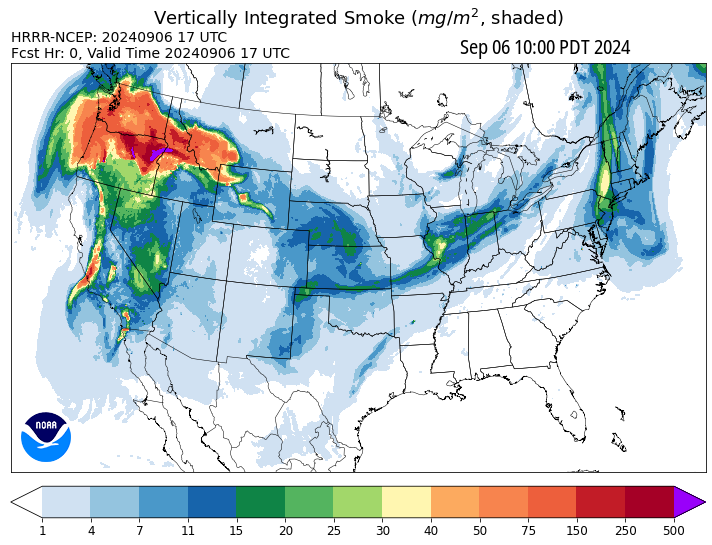 Vertically Integrated Smoke (mg/m², shaded)
HRRR-NCEP: 20240906 17 UTC
Fcst Hr: 0, Valid Time 20240906 17 UTC
Sep 06 10:00 PDT 2024
NOAA
1 4 7 11 15 20 25 30 40 50 75 150 250 500